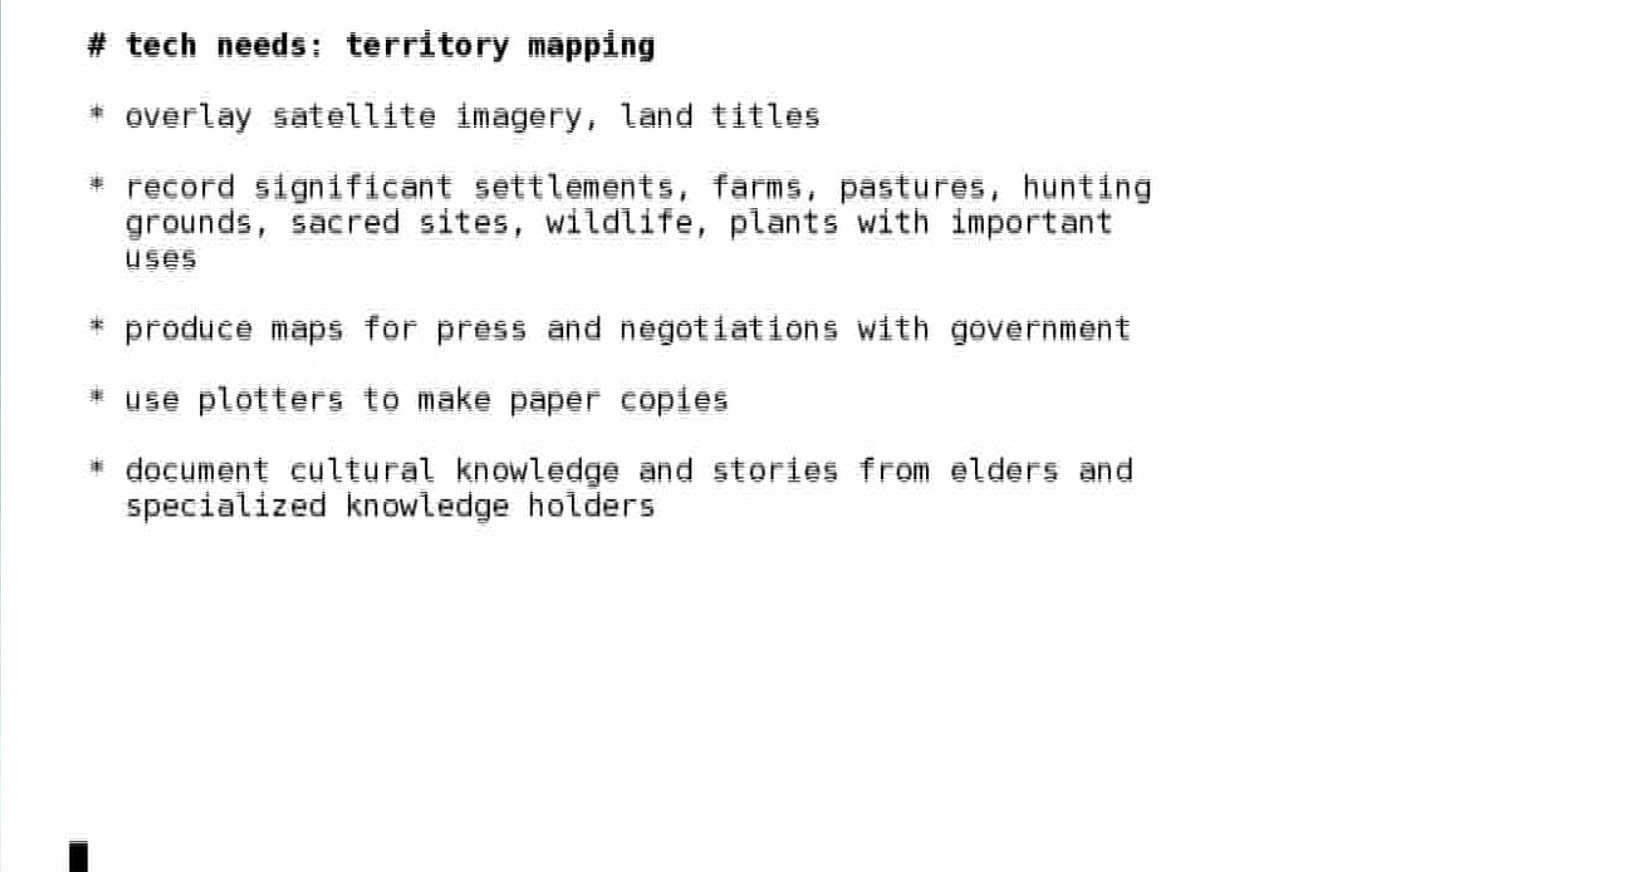 # tech needs: territory mapping
* overlay satellite imagery, land titles
* record significant settlements, farms, pastures, hunting
grounds, sacred sites, wildlife, plants with important
uses
* produce maps for press and negotiations with government
* use plotters to make paper copies
* document cultural knowledge and stories from elders and
specialized knowledge holders